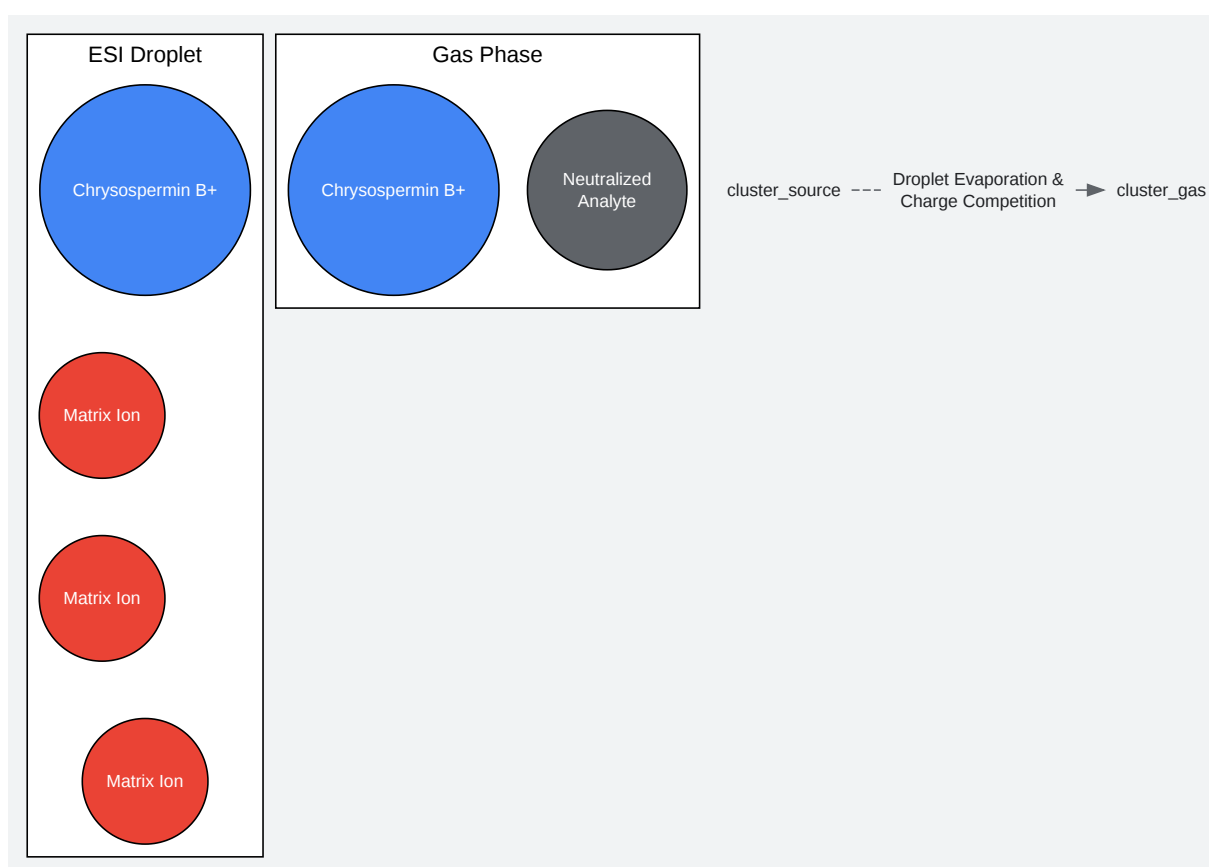 ESI Droplet
Chrysospermin B+
Matrix Ion
Matrix Ion
Matrix Ion
Gas Phase
Chrysospermin B+
Neutralized
Analyte
cluster_source
Droplet Evaporation &
Charge Competition
cluster_gas